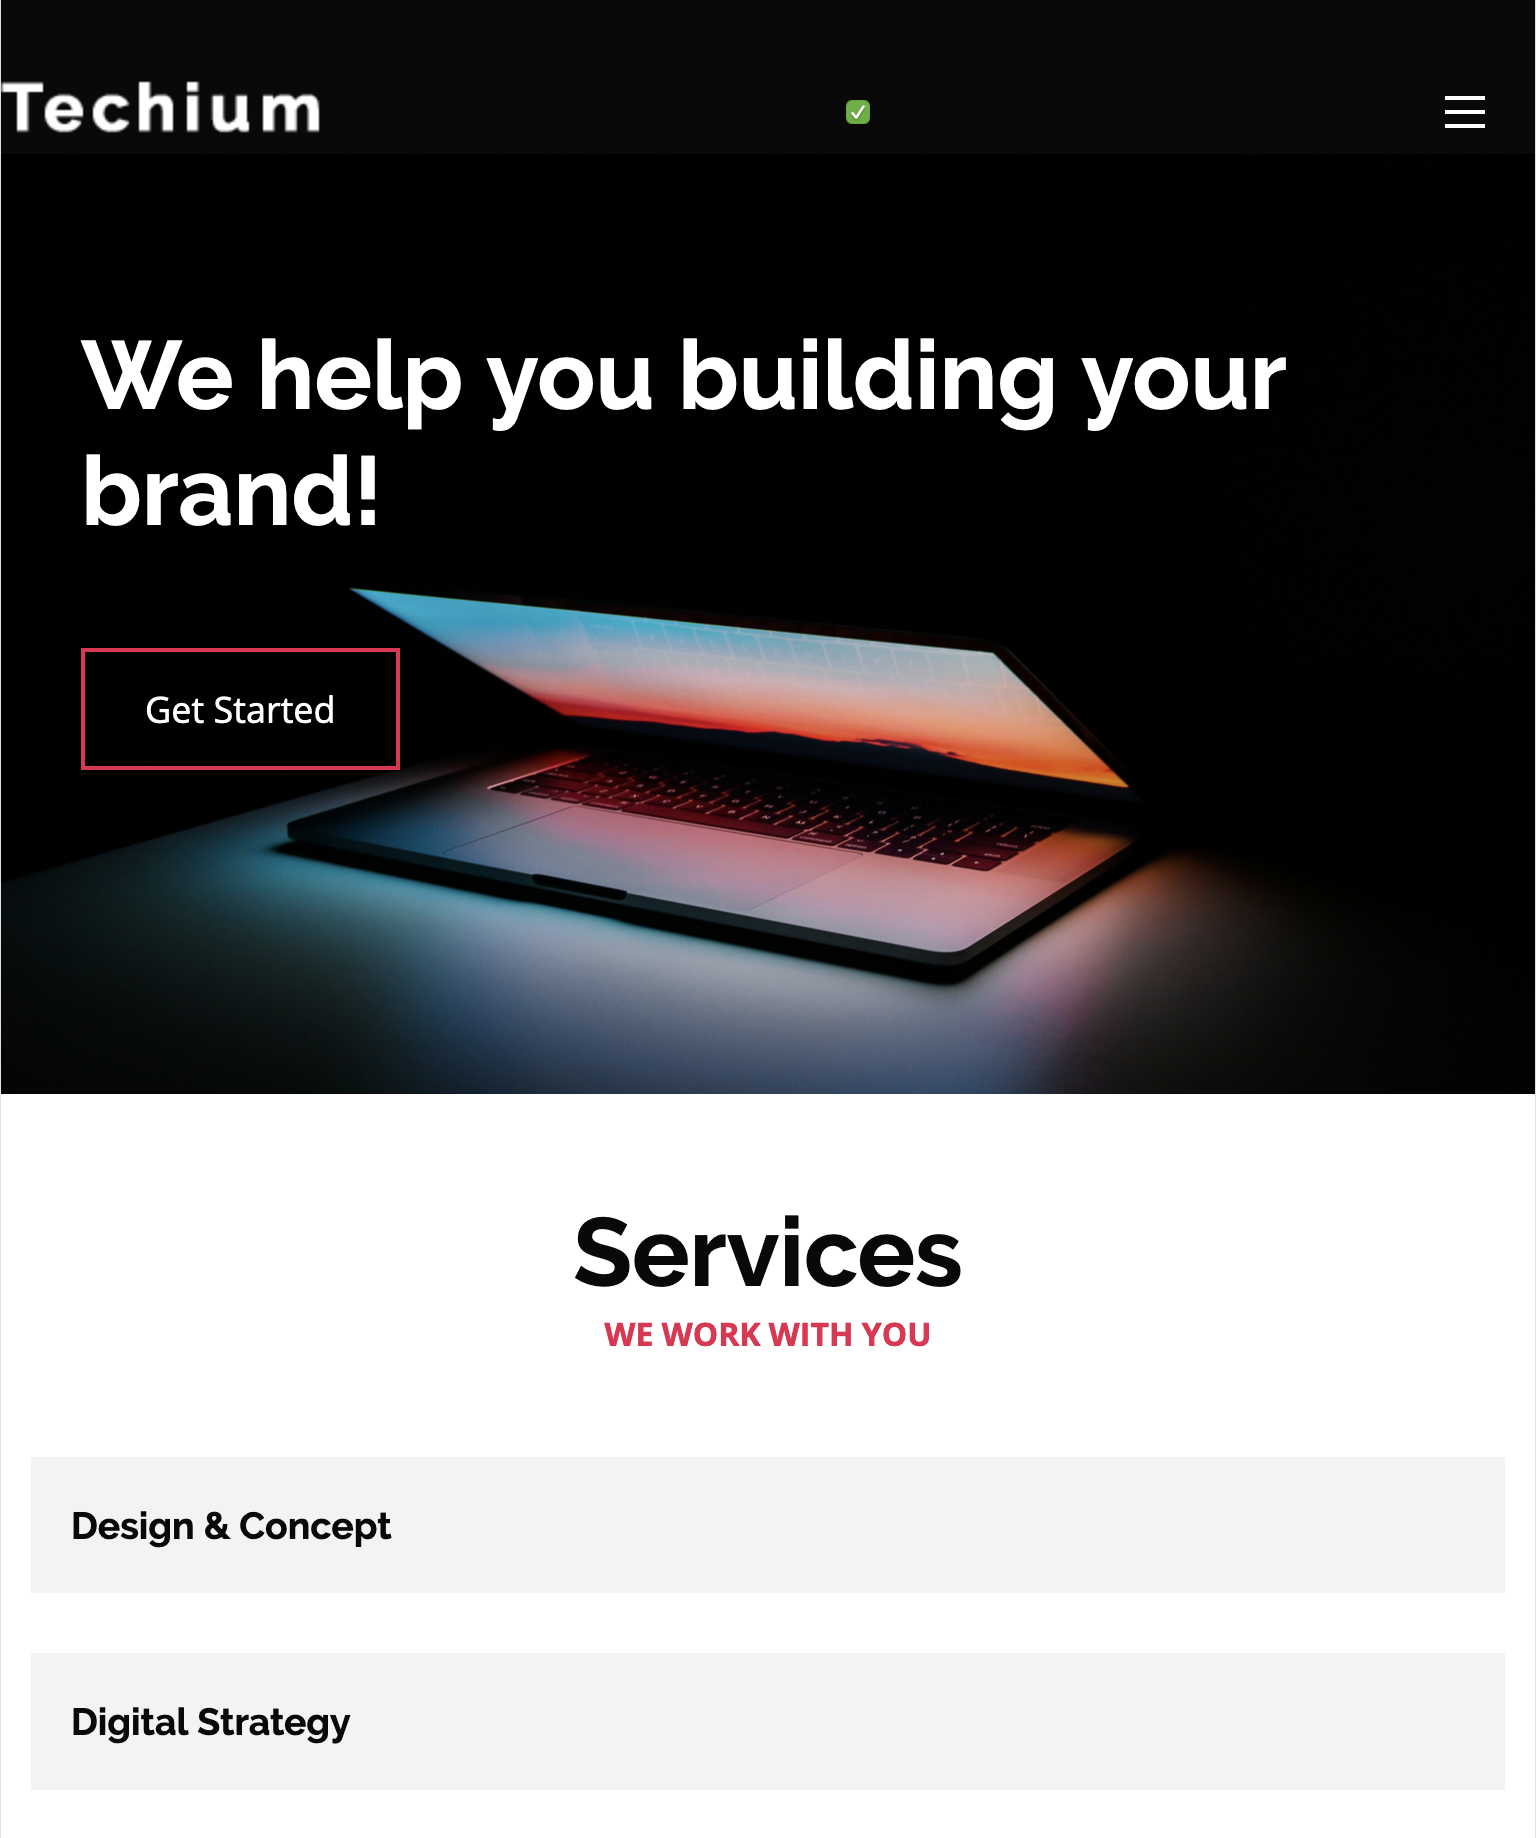 Techium
✅
We help you building your
brand!
Get Started
Services
WE WORK WITH YOU
Design & Concept
Digital Strategy